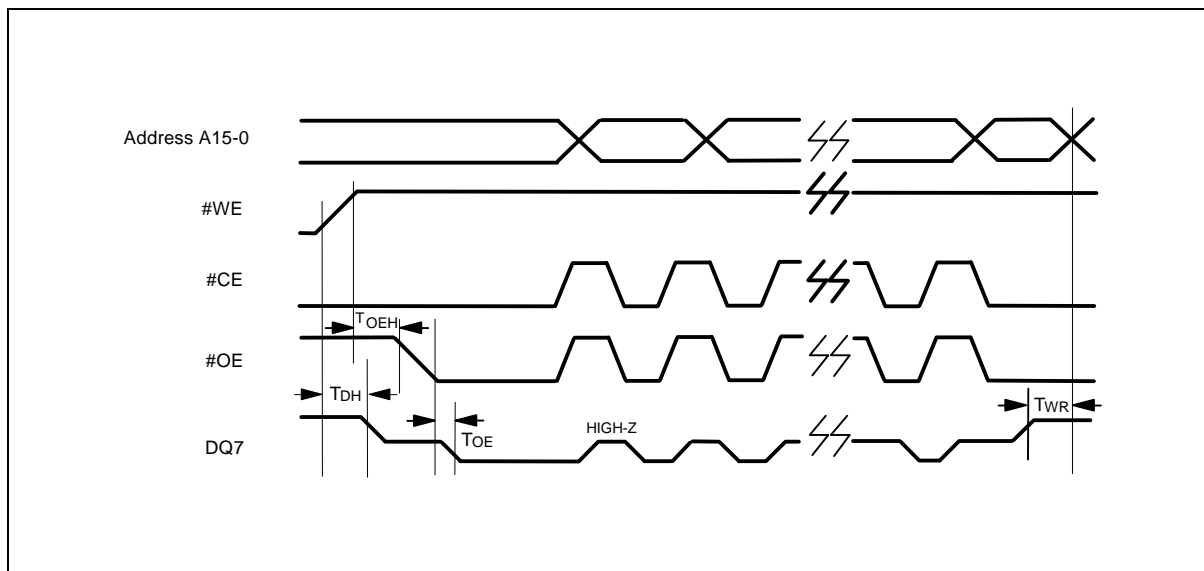 Address A15-0
#WE
#CE
TOEH
#OE
TDH
TWR
HIGH-Z
TOE
DQ7